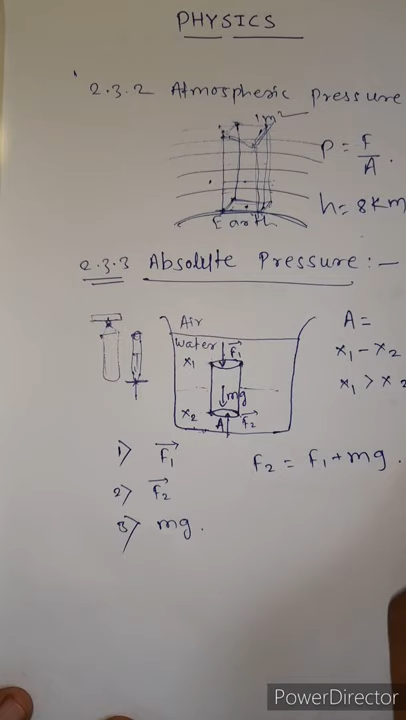 PHYSICS
2.3.2 Atmospheric Pressure
1m²
P = F/A.
h = 8km
Earth
2.3.3 Absolute Pressure : -
Air
Water
A =
x₁ - x₂
x₁ > x₂
x₁ F₁
mg
x₂ A F₂
1) F₁
F₂ = F₁ + mg.
2) F₂
3) mg.
PowerDirector